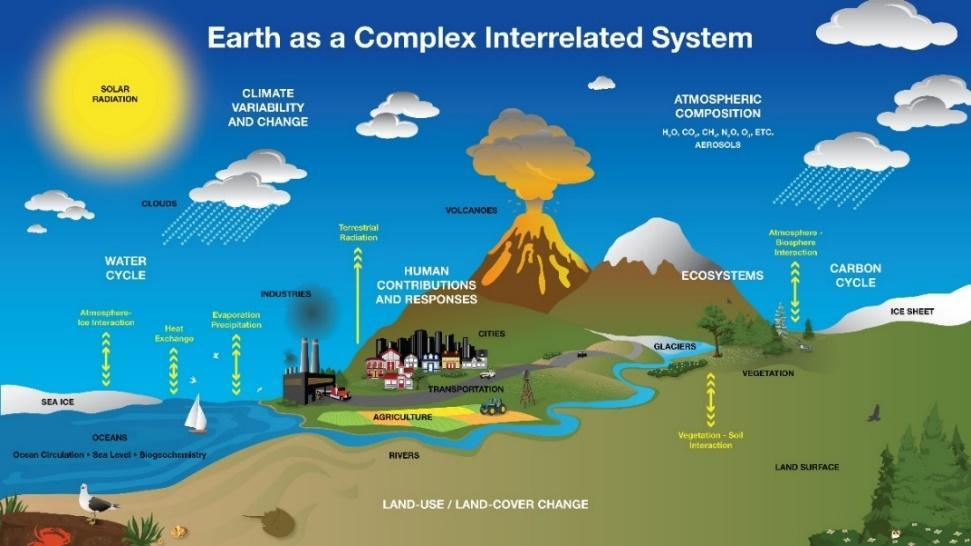 Earth as a Complex Interrelated System
SOLAR
RADIATION
CLIMATE
VARIABILITY
AND CHANGE
ATMOSPHERIC
COMPOSITION
H₂O, CO₂, CH₄, N₂O, O₃, ETC.
AEROSOLS
CLOUDS
VOLCANOES
Terrestrial
Radiation
Atmosphere -
Biosphere
Interaction
WATER
CYCLE
HUMAN
CONTRIBUTIONS
AND RESPONSES
ECOSYSTEMS
CARBON
CYCLE
INDUSTRIES
Atmosphere-
Ice Interaction
Heat
Exchange
Evaporation
Precipitation
ICE SHEET
CITIES
GLACIERS
VEGETATION
TRANSPORTATION
SEA ICE
AGRICULTURE
OCEANS
Ocean Circulation • Sea Level • Biogeochemistry
RIVERS
Vegetation - Soil
Interaction
LAND SURFACE
LAND-USE / LAND-COVER CHANGE